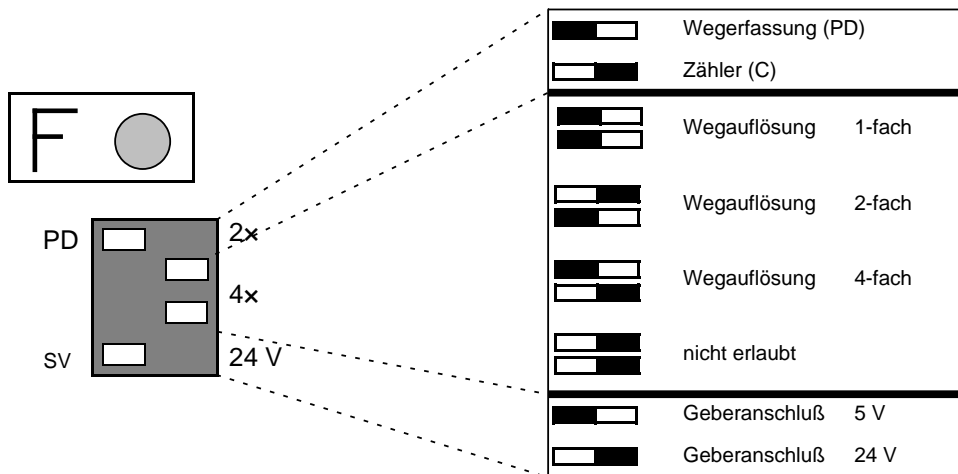 F
PD
2×
4×
SV
24 V
Wegerfassung (PD)
Zähler (C)
Wegauflösung 1-fach
Wegauflösung 2-fach
Wegauflösung 4-fach
nicht erlaubt
Geberanschluß 5 V
Geberanschluß 24 V